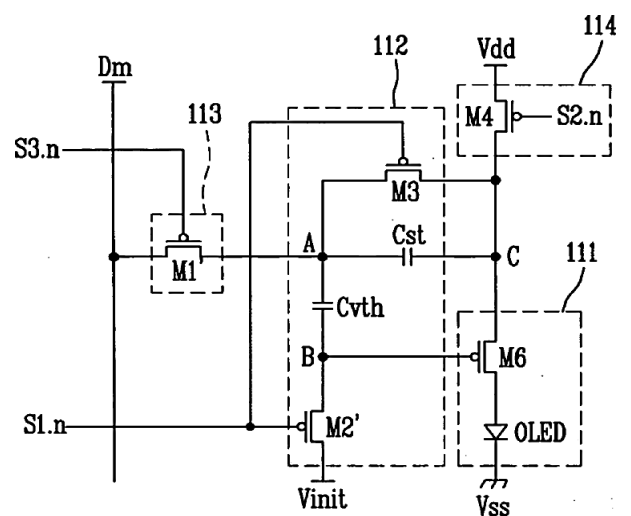 114
112
Vdd
Dm
113
M4
S2.n
S3.n
M3
A
Cst
C
M1
111
Cvth
B
M6
M2'
OLED
S1.n
Vinit
Vss